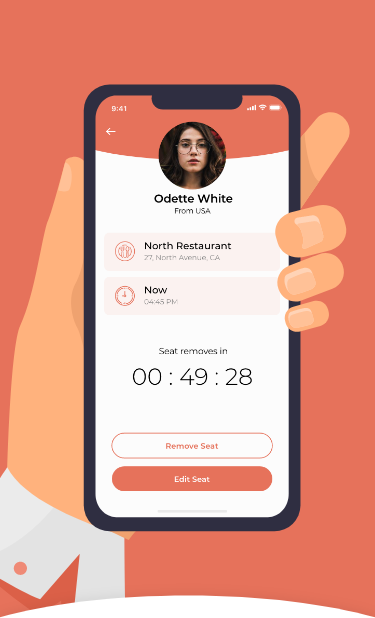 9:41
Odette White
From USA
North Restaurant
27, North Avenue, CA
Now
04:45 PM
Seat removes in
00 : 49 : 28
Remove Seat
Edit Seat